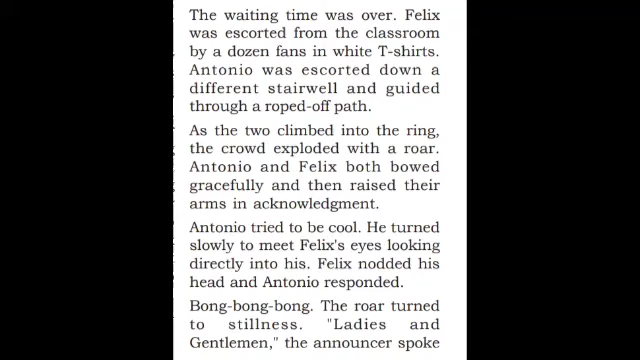 The waiting time was over. Felix
was escorted from the classroom
by a dozen fans in white T-shirts.
Antonio was escorted down a
different stairwell and guided
through a roped-off path.
As the two climbed into the ring,
the crowd exploded with a roar.
Antonio and Felix both bowed
gracefully and then raised their
arms in acknowledgment.
Antonio tried to be cool. He turned
slowly to meet Felix's eyes looking
directly into his. Felix nodded his
head and Antonio responded.
Bong-bong-bong. The roar turned
to stillness. "Ladies and
Gentlemen," the announcer spoke